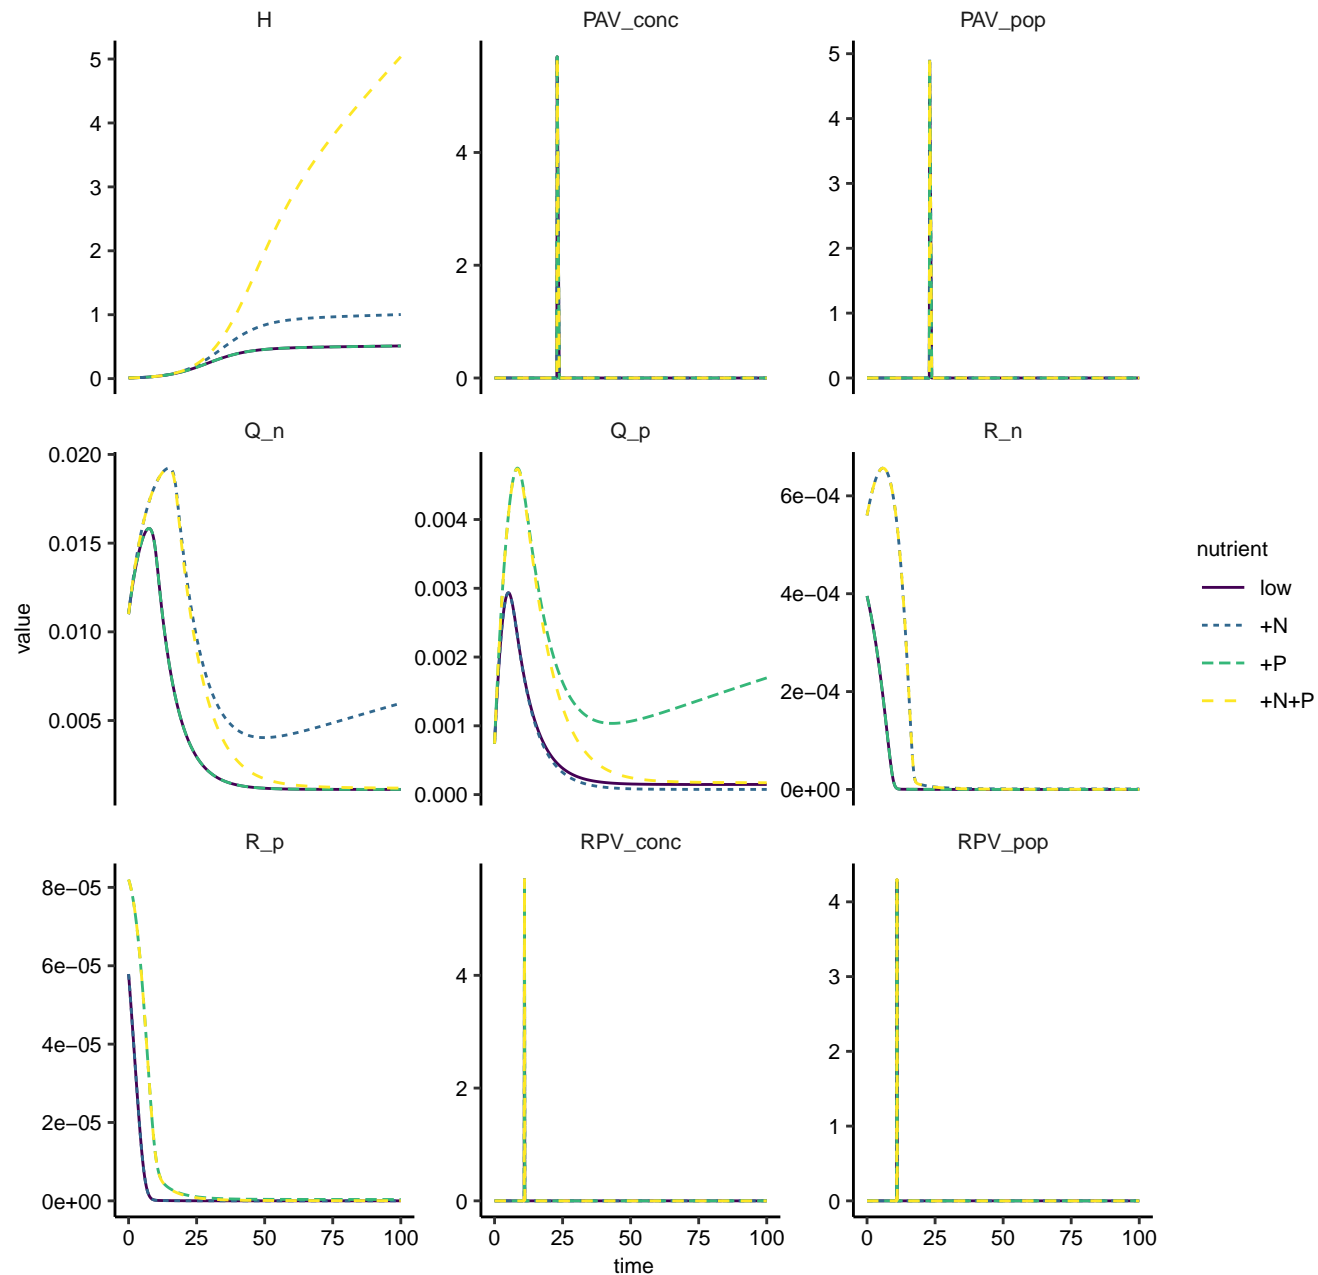 H
PAV_conc
PAV_pop
5
4
3
2
1
0
4
2
0
5
4
3
2
1
0
Q_n
Q_p
R_n
0.020
0.015
0.010
0.005
0.004
0.003
0.002
0.001
0.000
6e−04
4e−04
2e−04
0e+00
value
nutrient
low
+N
+P
+N+P
R_p
RPV_conc
RPV_pop
8e−05
6e−05
4e−05
2e−05
0e+00
4
2
0
4
3
2
1
0
0 25 50 75 100
0 25 50 75 100
0 25 50 75 100
time